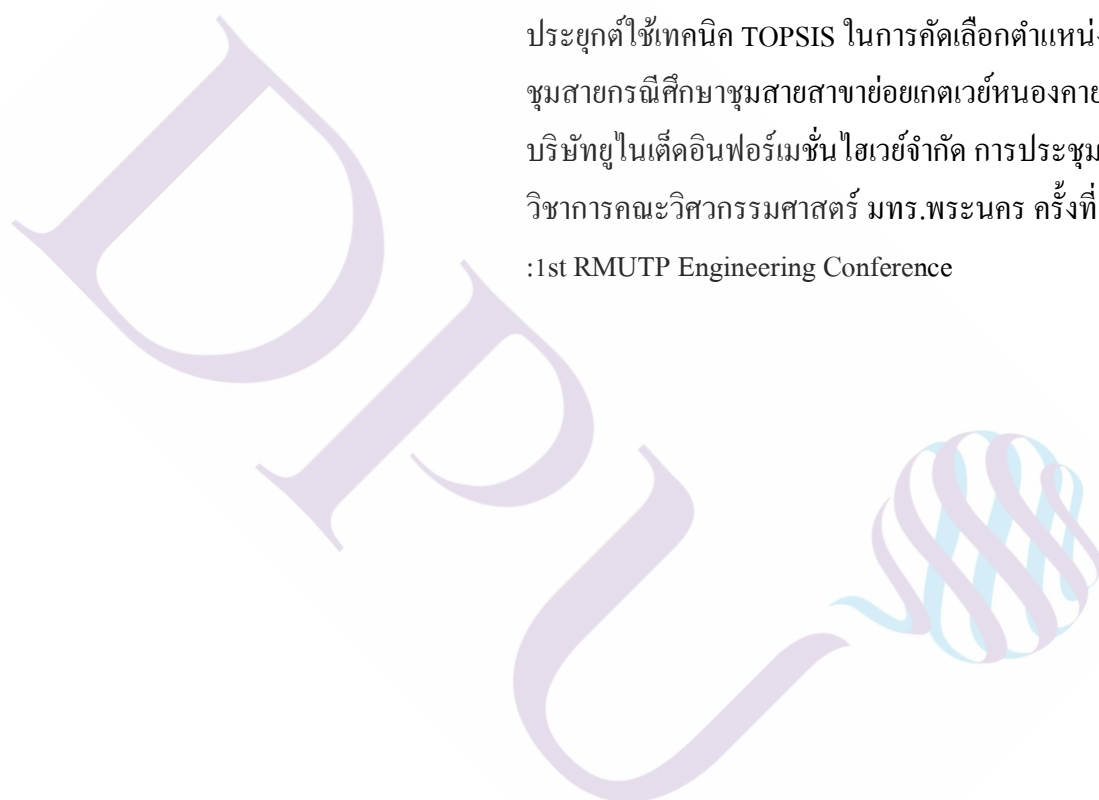 ประยุกต์ใช้เทคนิค TOPSIS ในการคัดเลือกตำแหน่ง
ชุมสายกรณีศึกษาชุมสายสาขาย่อยเกตเวย์หนองคาย
บริษัทยูไนเต็ดอินฟอร์เมชั่นไฮเวย์จำกัด การประชุม
วิชาการคณะวิศวกรรมศาสตร์ มทร.พระนคร ครั้งที่
:1st RMUTP Engineering Conference
DPU